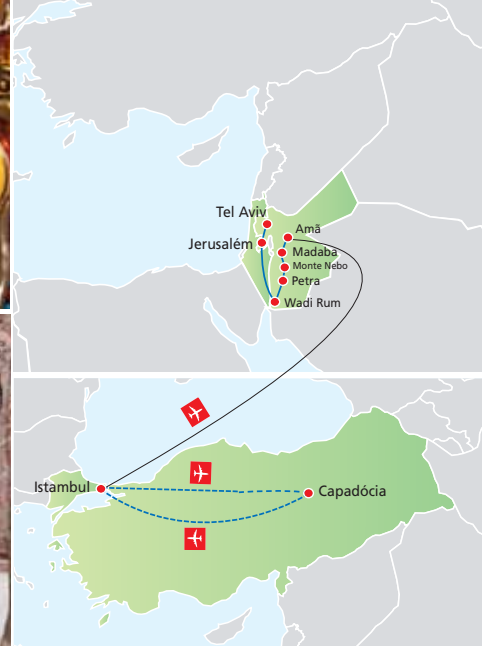 Tel Aviv
Amã
Jerusalém
Madaba
Monte Nebo
Petra
Wadi Rum
Istambul
Capadócia